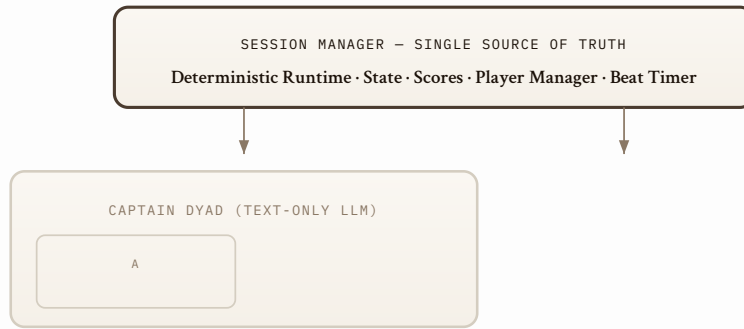 SESSION MANAGER — SINGLE SOURCE OF TRUTH
Deterministic Runtime · State · Scores · Player Manager · Beat Timer
CAPTAIN DYAD (TEXT-ONLY LLM)
A